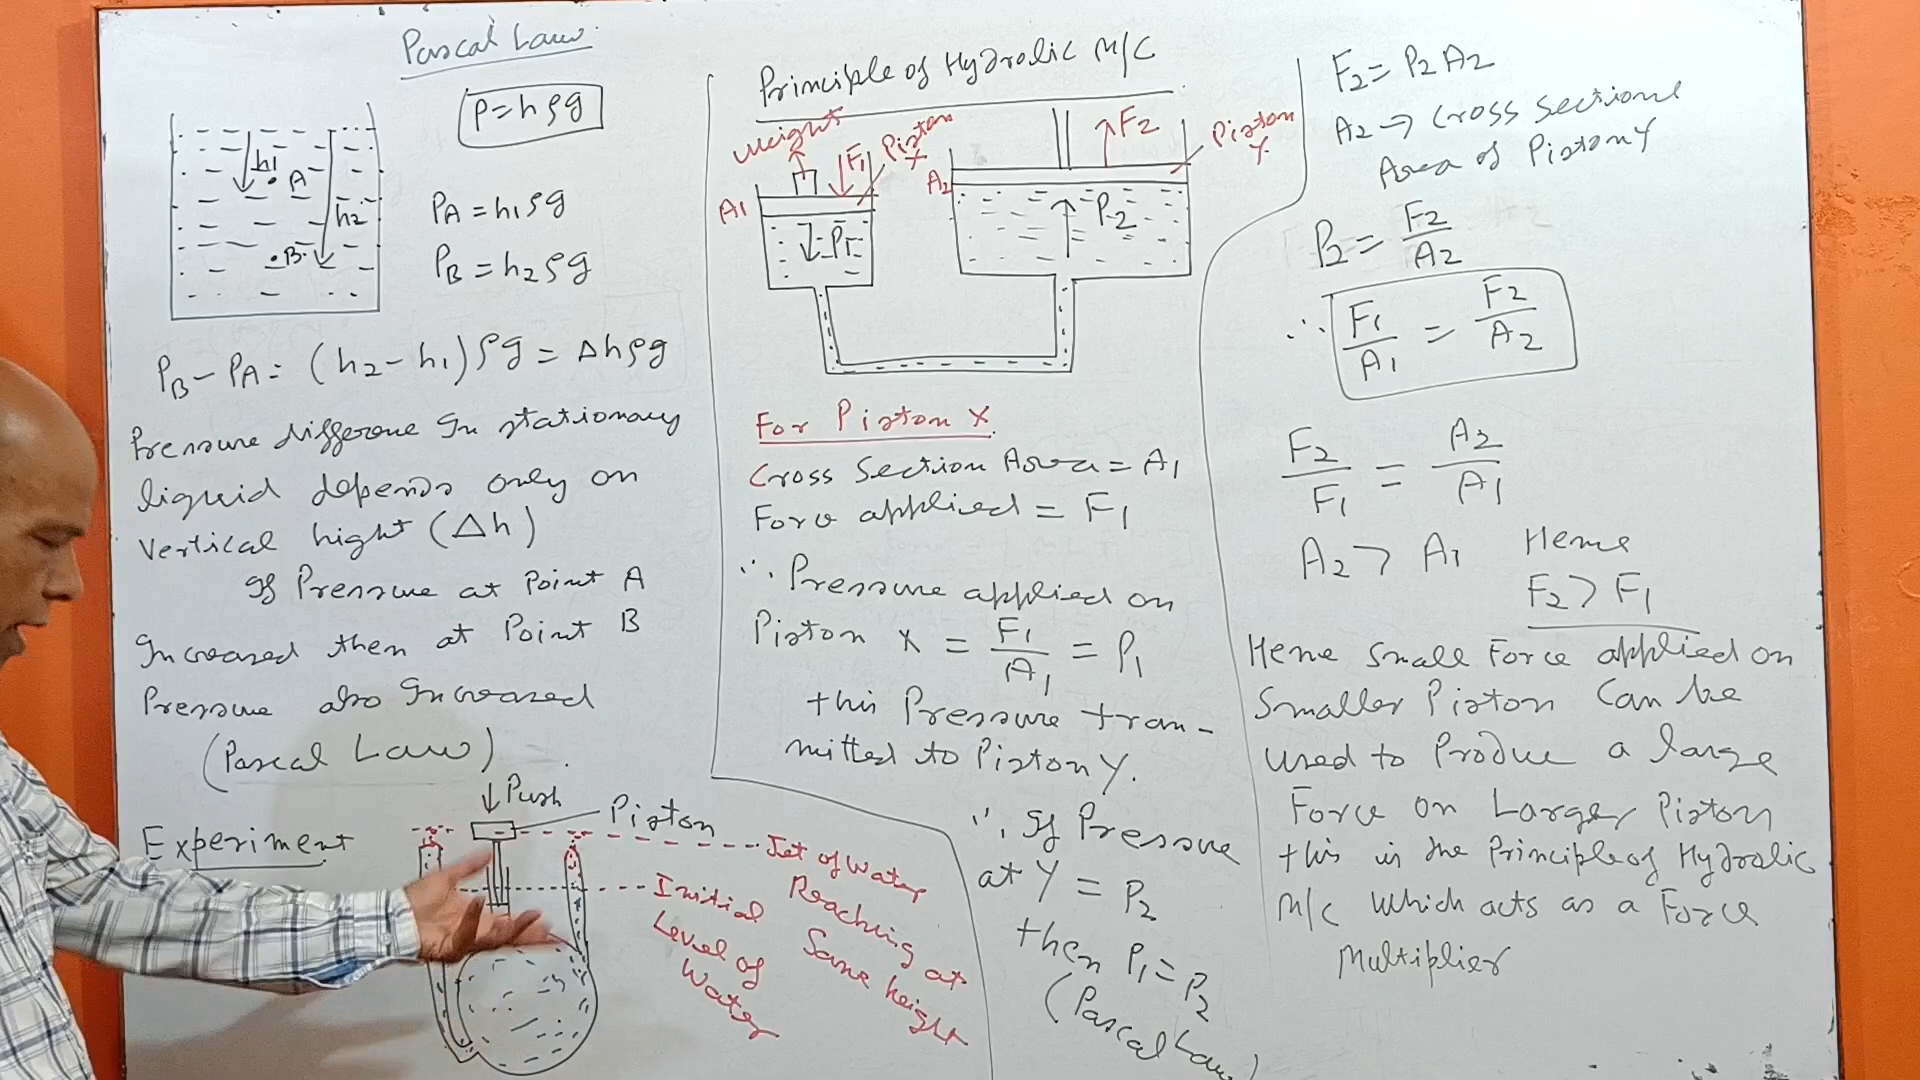 Pascal Law
P = hρg
h1
A
h2
B
PA = h1ρg
PB = h2ρg
PB - PA = (h2 - h1)ρg = Δhρg
Pressure differene In stationary
liquid depends only on
Vertical hight (Δh)
If Pressure at Point A
Increased then at Point B
Pressure also Increased
(Pascal Law)
Experiment
Push
Piston
Jet of Water
Reaching at
Same height
Initial
Level of
Water
Principle of Hydrolic M/C
Weight
F1
Piston
X
A1
P1
A2
F2
Piston
Y
P2
For Piston X
Cross Section Area = A1
Force applied = F1
∴ Pressure applied on
Piston X = F1/A1 = P1
this Pressure tran-
mitted to Piston Y.
∵ If Pressure
at Y = P2
then P1 = P2
(Pascal Law)
F2 = P2 A2
A2 → Cross Sectional
Area of Piston Y
P2 = F2/A2
∴ F1/A1 = F2/A2
F2/F1 = A2/A1
A2 > A1 Hence
F2 > F1
Hence Small Force applied on
Smaller Piston Can be
used to Produce a large
Force on Larger Piston
this is the Principle of Hydrolic
M/C Which acts as a Force
Multiplier